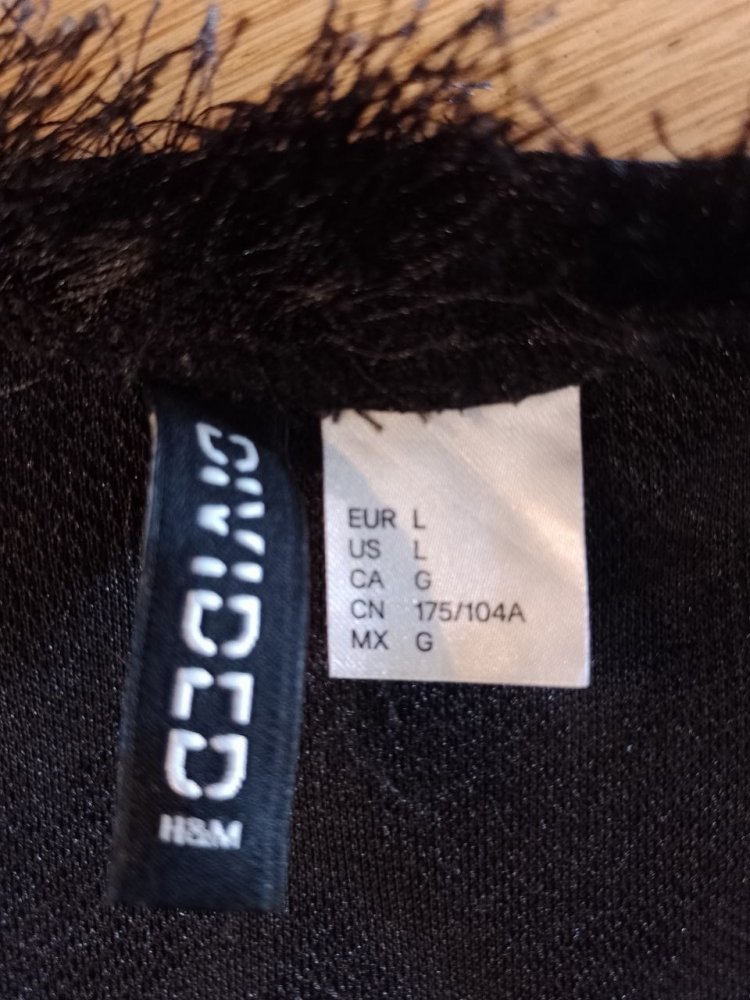 DIVIDED
H&M
EUR L
US L
CA G
CN 175/104A
MX G